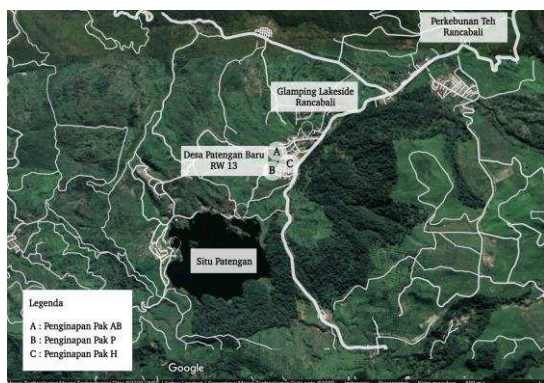 Perkebunan Teh
Rancabali
Glamping Lakeside
Rancabali
A
Desa Patengan Baru
RW 13
C
B
Situ Patengan
Legenda
A : Penginapan Pak AB
B : Penginapan Pak P
C : Penginapan Pak H
Google